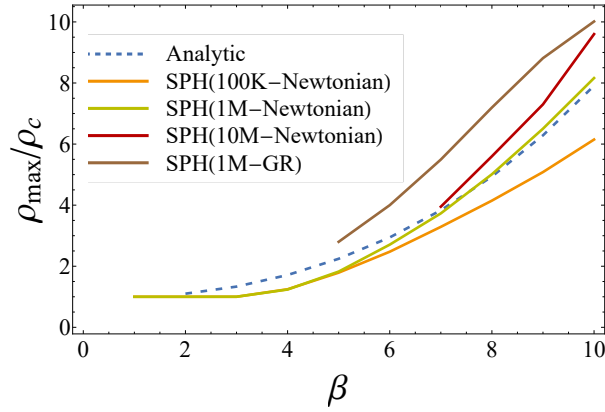 10
8
6
4
2
0
ρmax/ρc
Analytic
SPH(100K−Newtonian)
SPH(1M−Newtonian)
SPH(10M−Newtonian)
SPH(1M−GR)
0 2 4 6 8 10
β